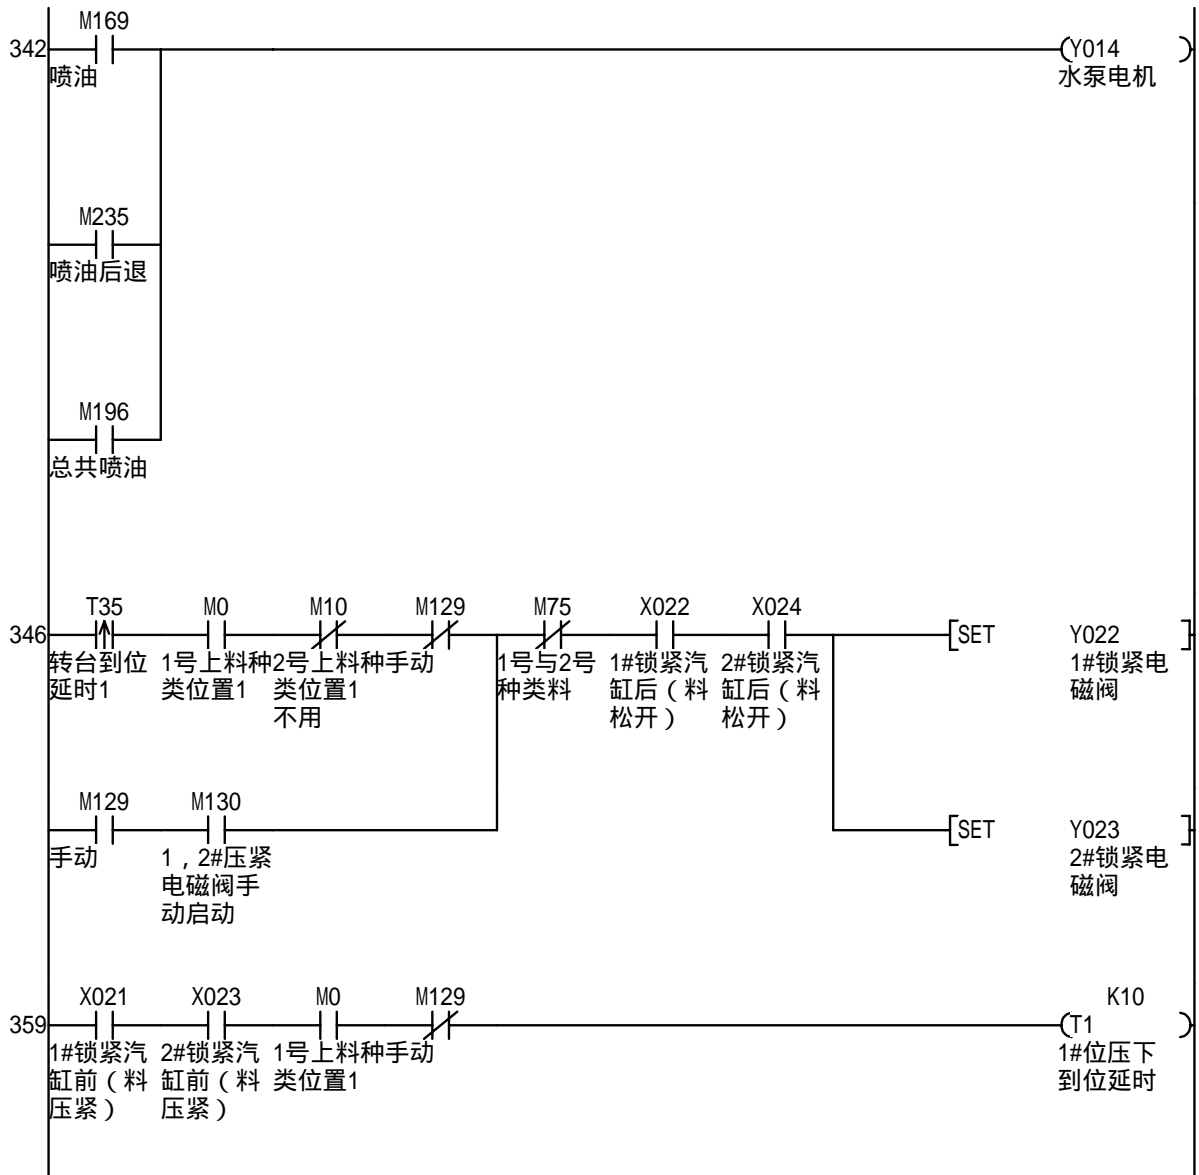 M169
342
(Y014 )
喷油
水泵电机
M235
喷油后退
M196
总共喷油
T35 M0 M10 M129 M75 X022 X024
346
[SET Y022 ]
转台到位 1号上料种 2号上料种 手动 1号与2号 1#锁紧汽 2#锁紧汽 1#锁紧电
延时1 类位置1 类位置1 种类料 缸后（料 缸后（料 磁阀
不用 松开） 松开）
M129 M130
[SET Y023 ]
手动 1，2#压紧 2#锁紧电
电磁阀手 磁阀
动启动
X021 X023 M0 M129 K10
359
(T1 )
1#锁紧汽 2#锁紧汽 1号上料种 手动 1#位压下
缸前（料 缸前（料 类位置1 到位延时
压紧） 压紧）